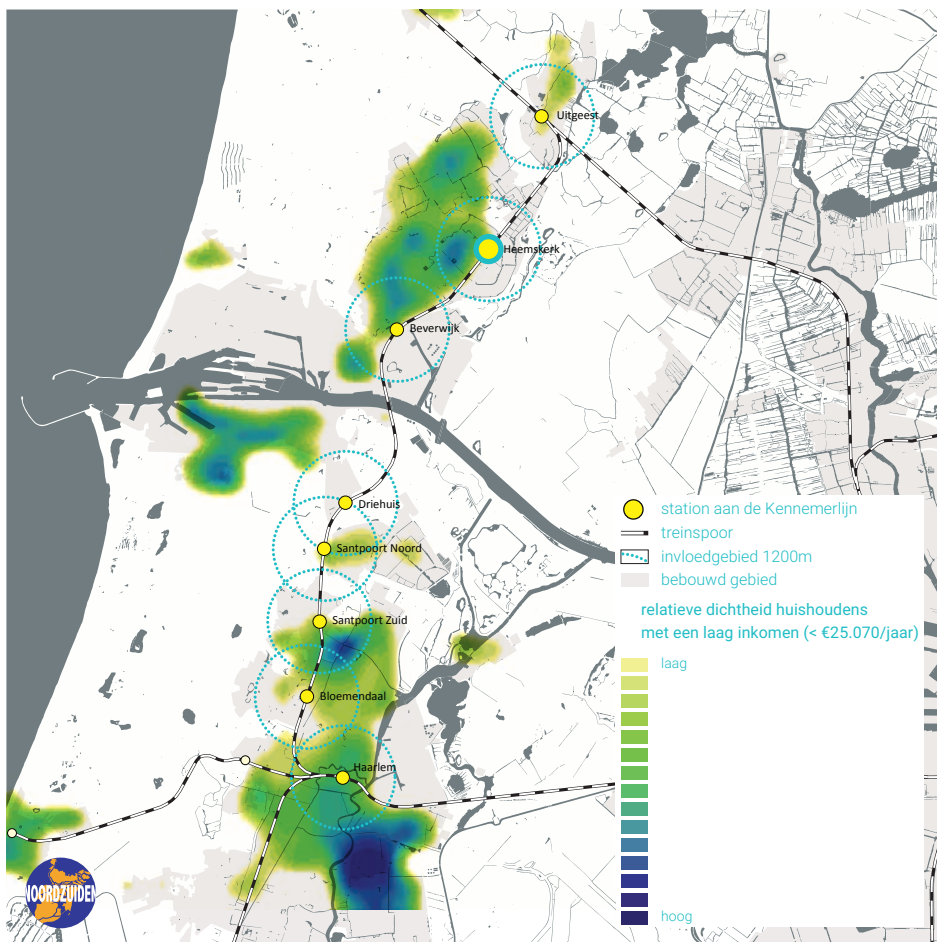 Uitgeest
Heemskerk
Beverwijk
Driehuis
Santpoort Noord
Santpoort Zuid
Bloemendaal
Haarlem
station aan de Kennemerlijn
treinspoor
invloedgebied 1200m
bebouwd gebied
relatieve dichtheid huishoudens
met een laag inkomen (< €25.070/jaar)
laag
hoog
NOORDZUIDEN